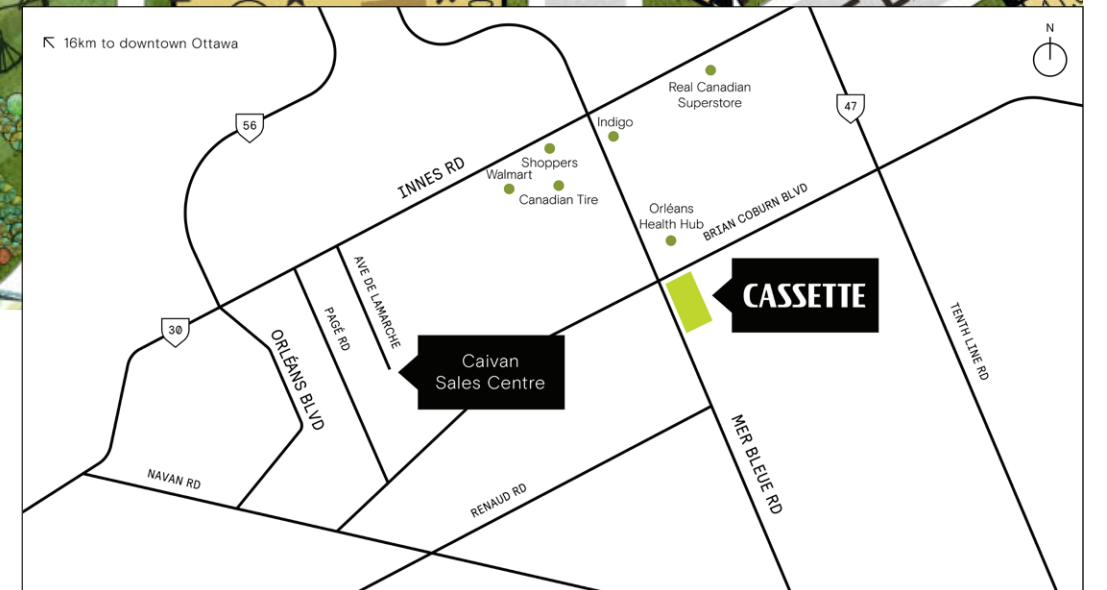 16km to downtown Ottawa
N
Real Canadian
Superstore
47
56
Indigo
INNES RD
Shoppers
Walmart
Canadian Tire
Orléans
Health Hub
BRIAN COBURN BLVD
CASSETTE
AVE DE LAMARCHE
PAGÉ RD
30
ORLÉANS BLVD
TENTH LINE RD
Caivan
Sales Centre
MER BLEUE RD
NAVAN RD
RENAUD RD